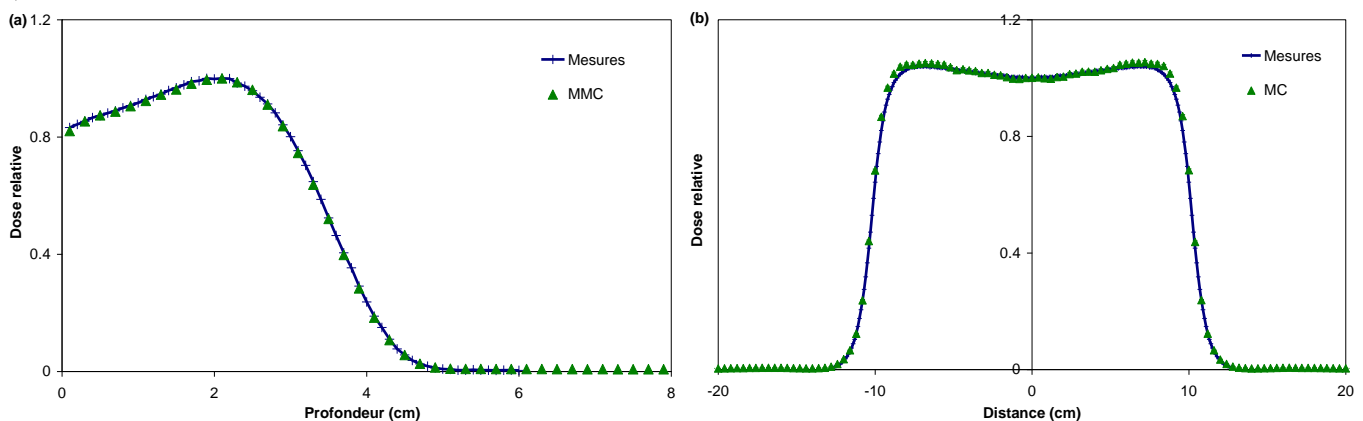 (a)
1.2
0.8
0.4
0
0
2
4
6
8
Dose relative
Profondeur (cm)
Mesures
MMC
(b)
1.2
0.8
0.4
0
-20
-10
0
10
20
Dose relative
Distance (cm)
Mesures
MC